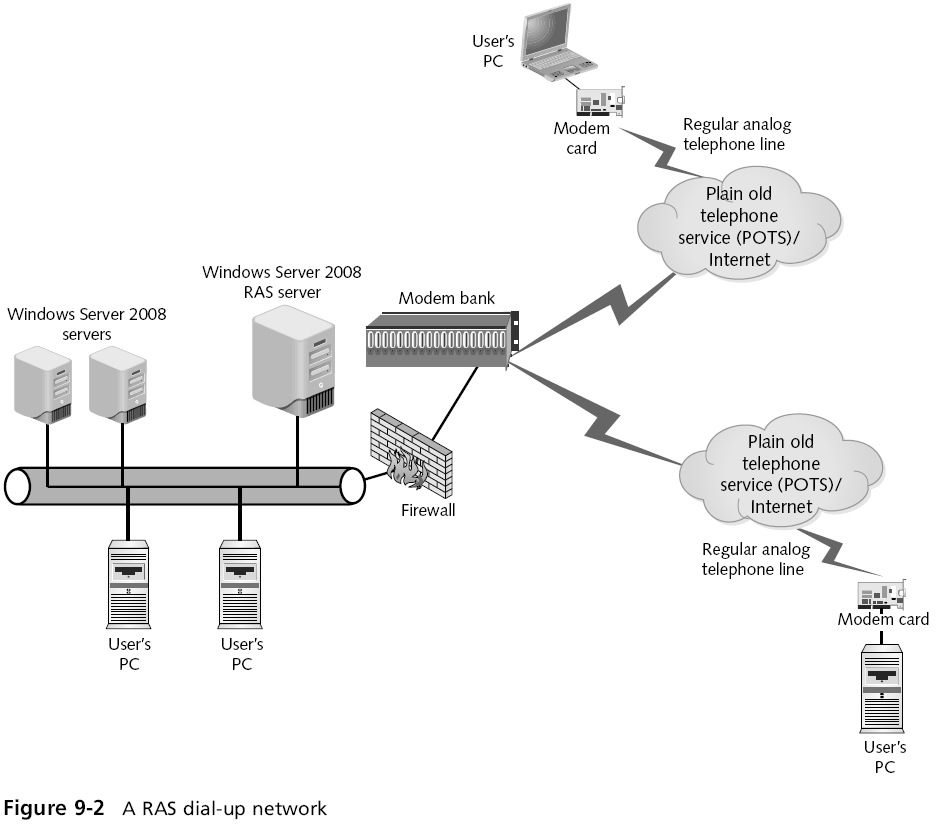 User's
PC
Modem
card
Regular analog
telephone line
Plain old
telephone
service (POTS)/
Internet
Windows Server 2008
RAS server
Modem bank
Windows Server 2008
servers
Firewall
Plain old
telephone
service (POTS)/
Internet
Regular analog
telephone line
Modem card
User's
PC
User's
PC
User's
PC
Figure 9-2 A RAS dial-up network